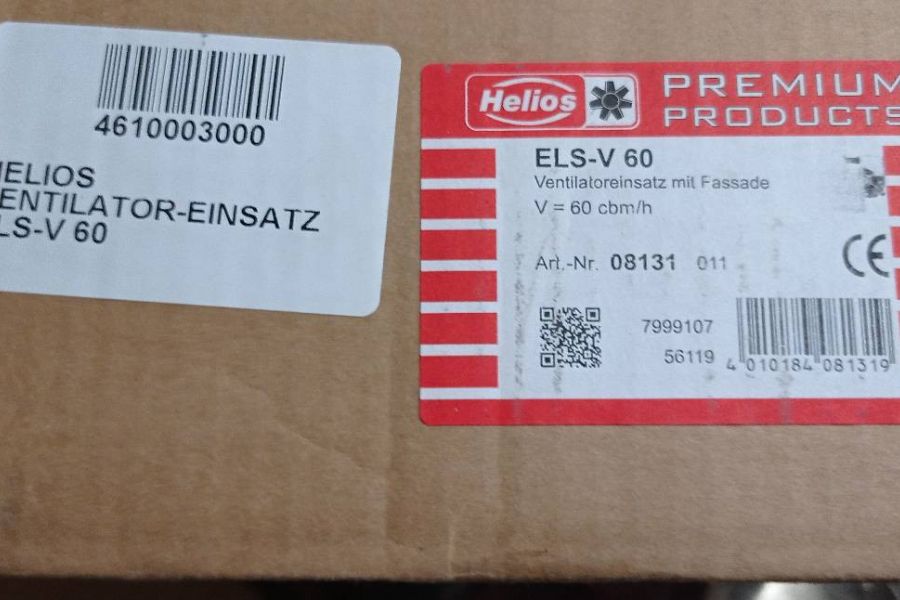 4610003000
HELIOS
VENTILATOR-EINSATZ
ELS-V 60
Helios
PREMIUM
PRODUCTS
ELS-V 60
Ventilatoreinsatz mit Fassade
V = 60 cbm/h
Art.-Nr. 08131 011
CE
7999107
56119
4 010184 081319